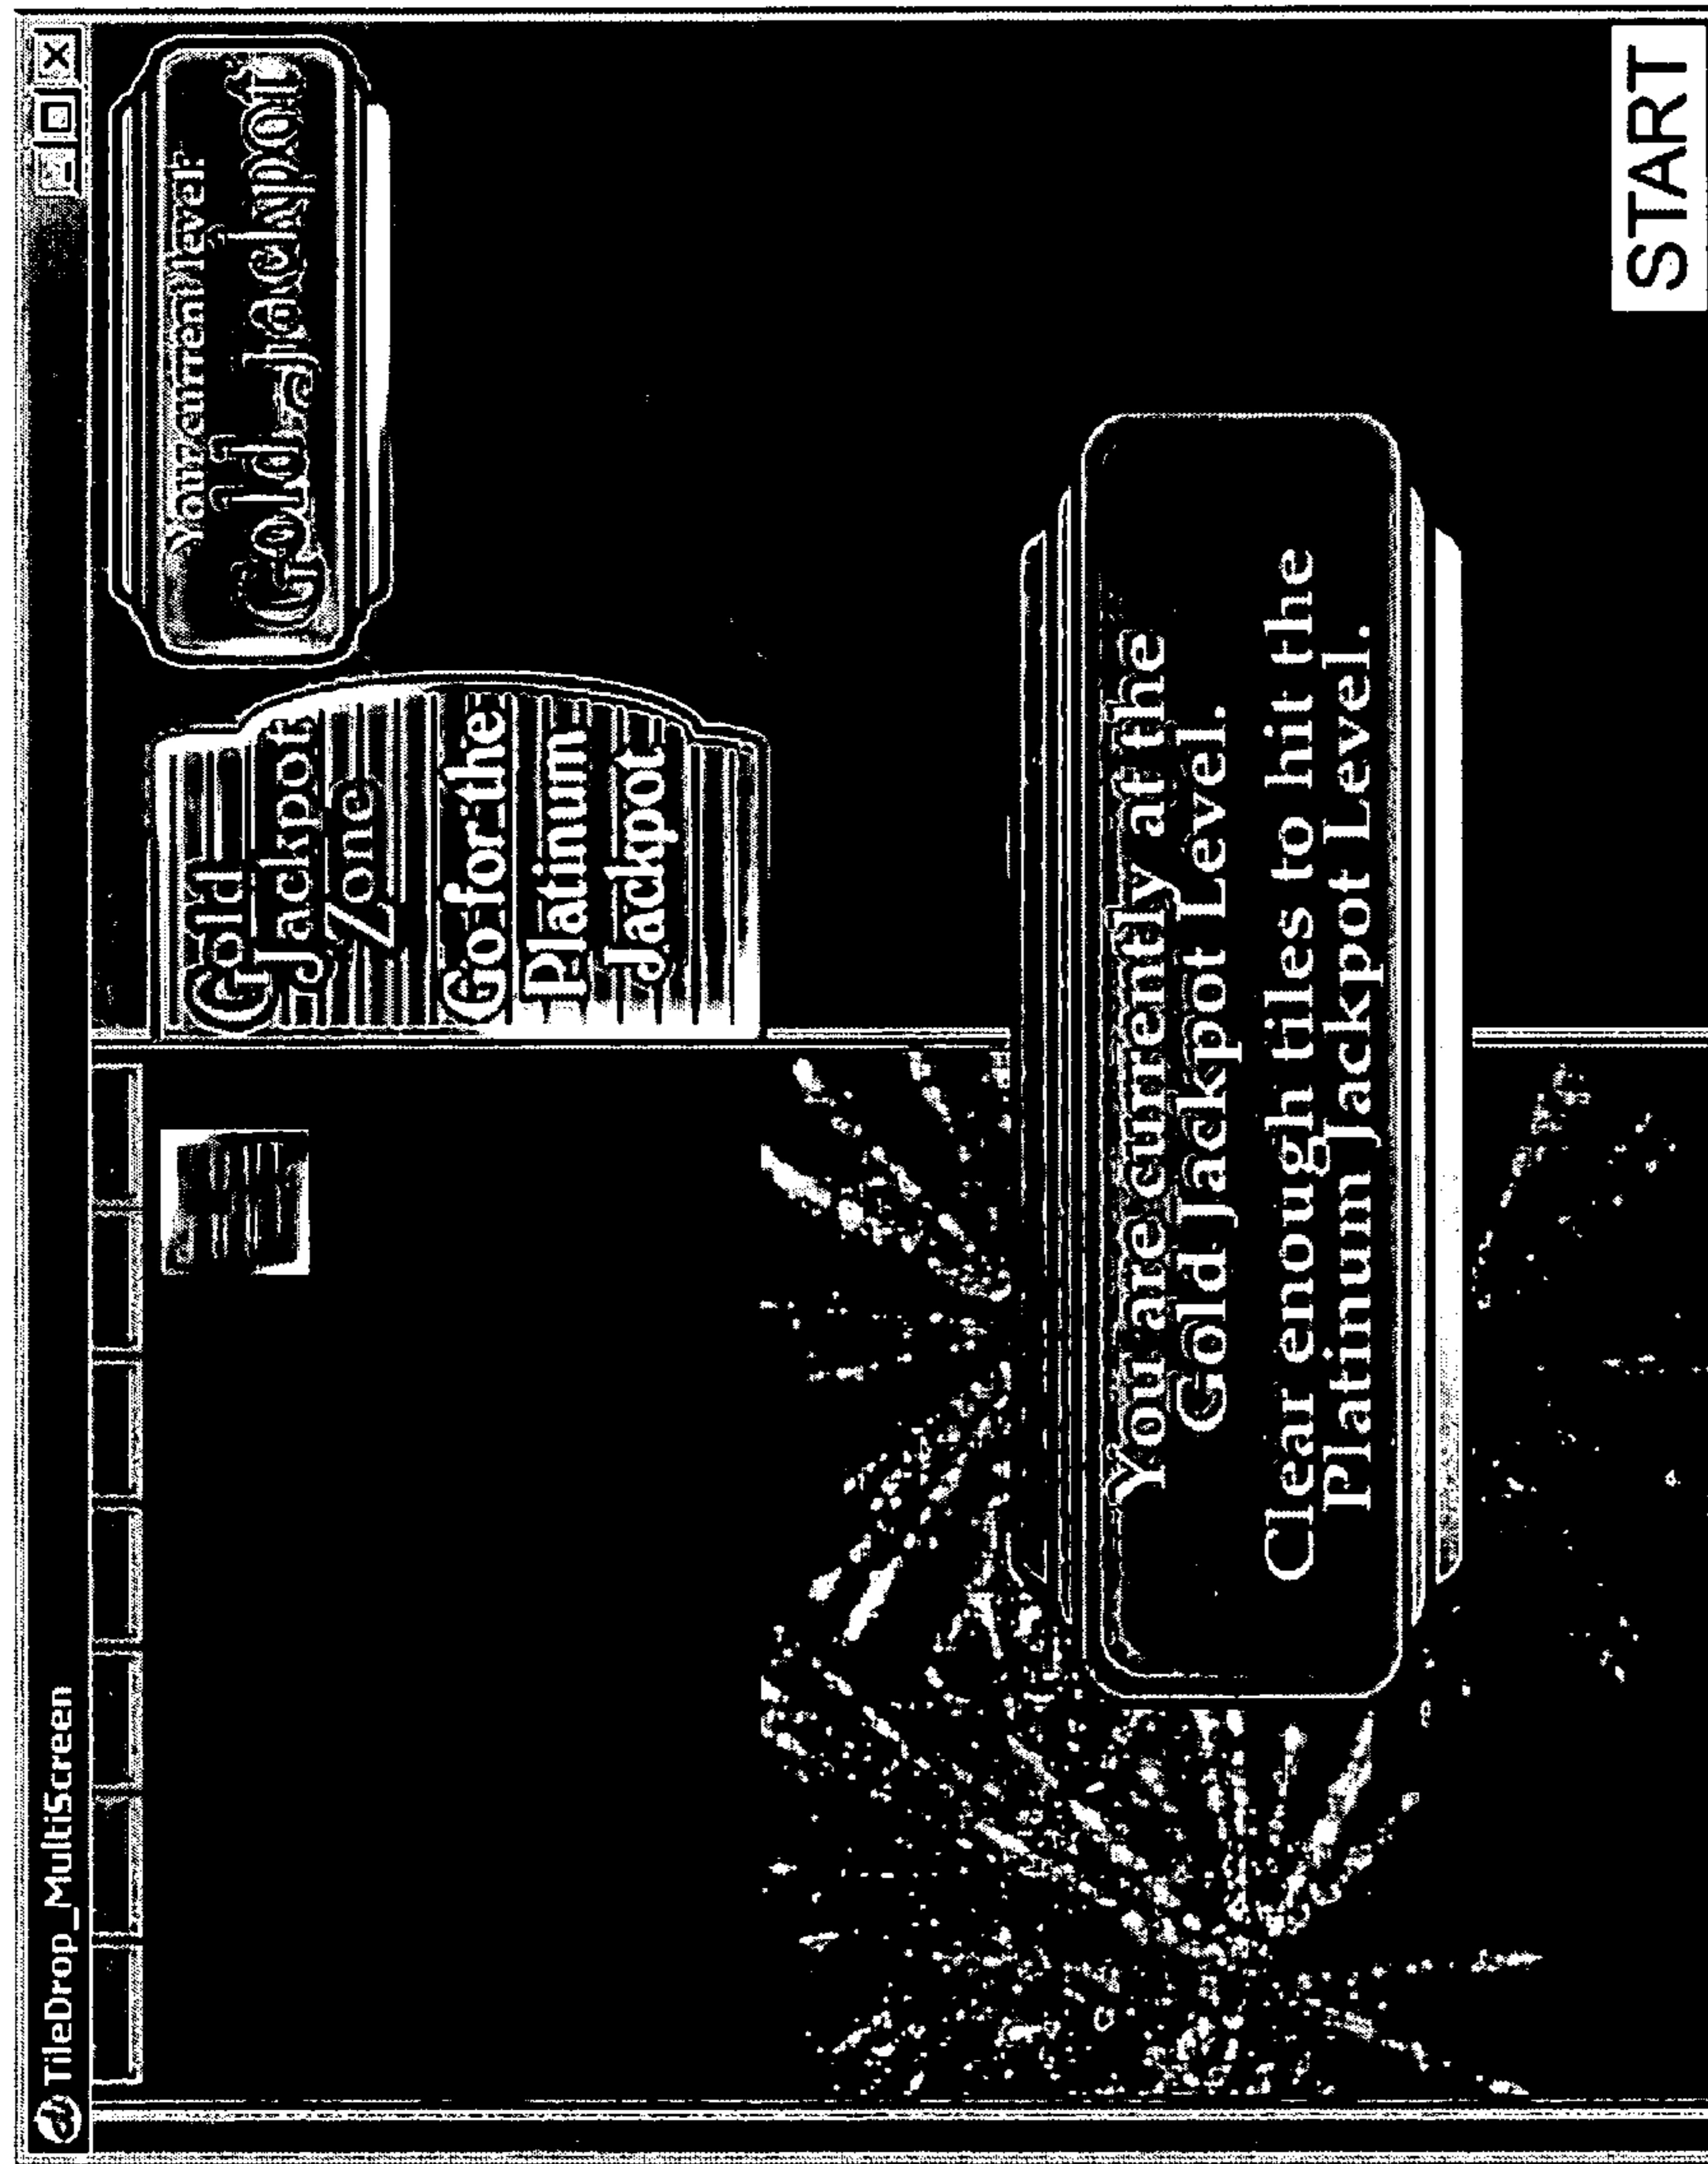 TileDrop_MultiScreen
Your current level:
Gold Jackpot
Gold
Jackpot
Zone
Go for the
Platinum
Jackpot
You are currently at the
Gold Jackpot Level.
Clear enough tiles to hit the
Platinum Jackpot Level.
START